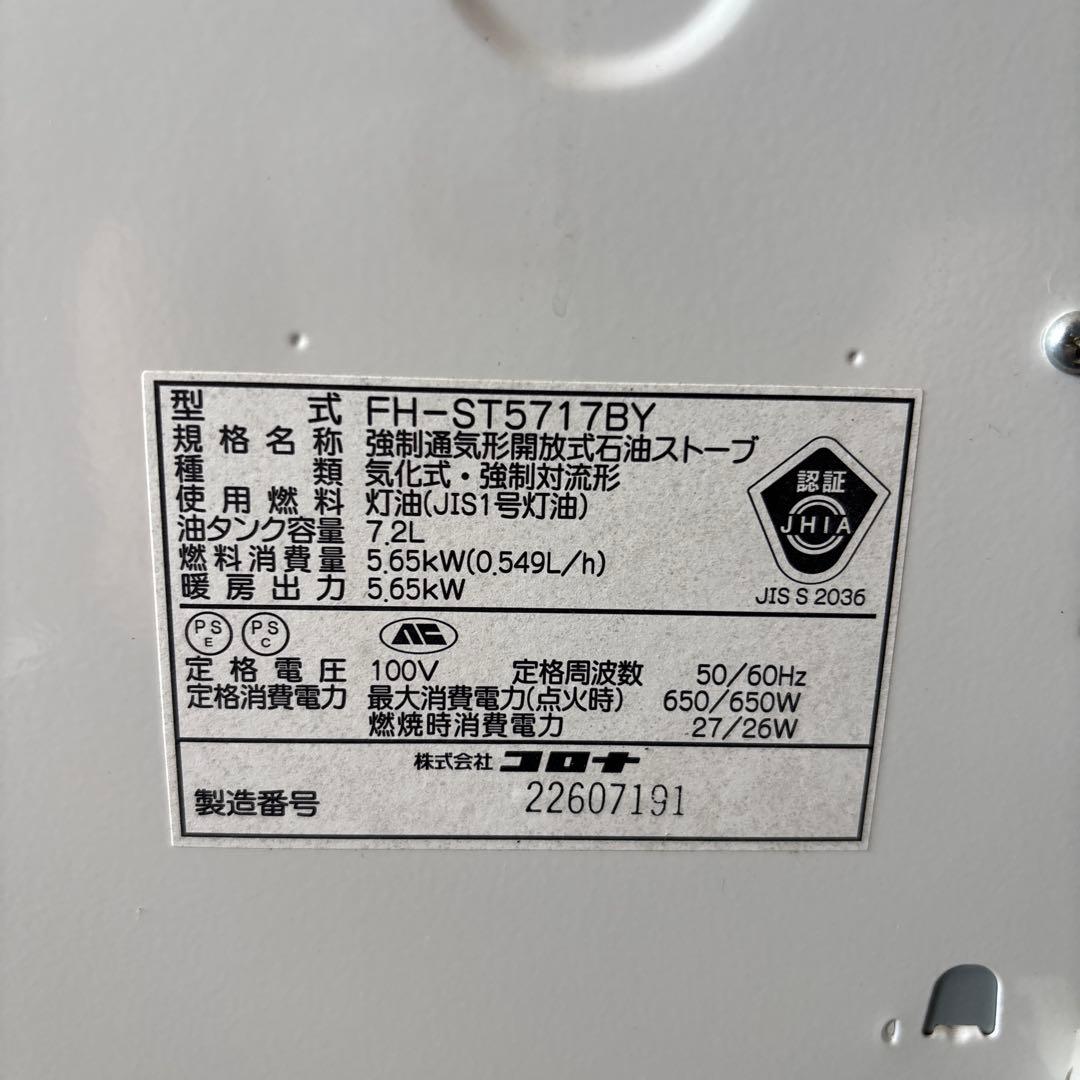 型式 FH-ST5717BY
規格名称 強制通気形開放式石油ストーブ
種類 気化式・強制対流形
使用燃料 灯油(JIS1号灯油)
油タンク容量 7.2L
燃料消費量 5.65kW(0.549L/h)
暖房出力 5.65kW
認証
JHIA
JIS S 2036
PS E PS C
定格電圧 100V 定格周波数 50/60Hz
定格消費電力 最大消費電力(点火時) 650/650W
燃焼時消費電力 27/26W
株式会社 コロナ
製造番号 22607191